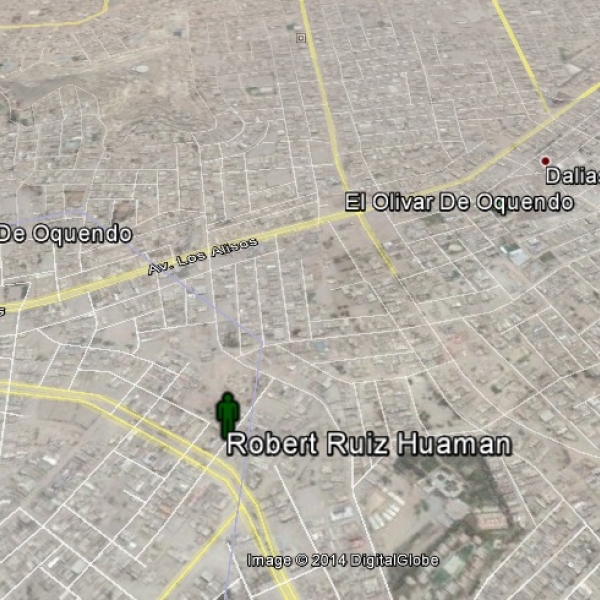 Dalias
El Olivar De Oquendo
De Oquendo
Av. Los Alisos
s
Robert Ruiz Huaman
Image © 2014 DigitalGlobe